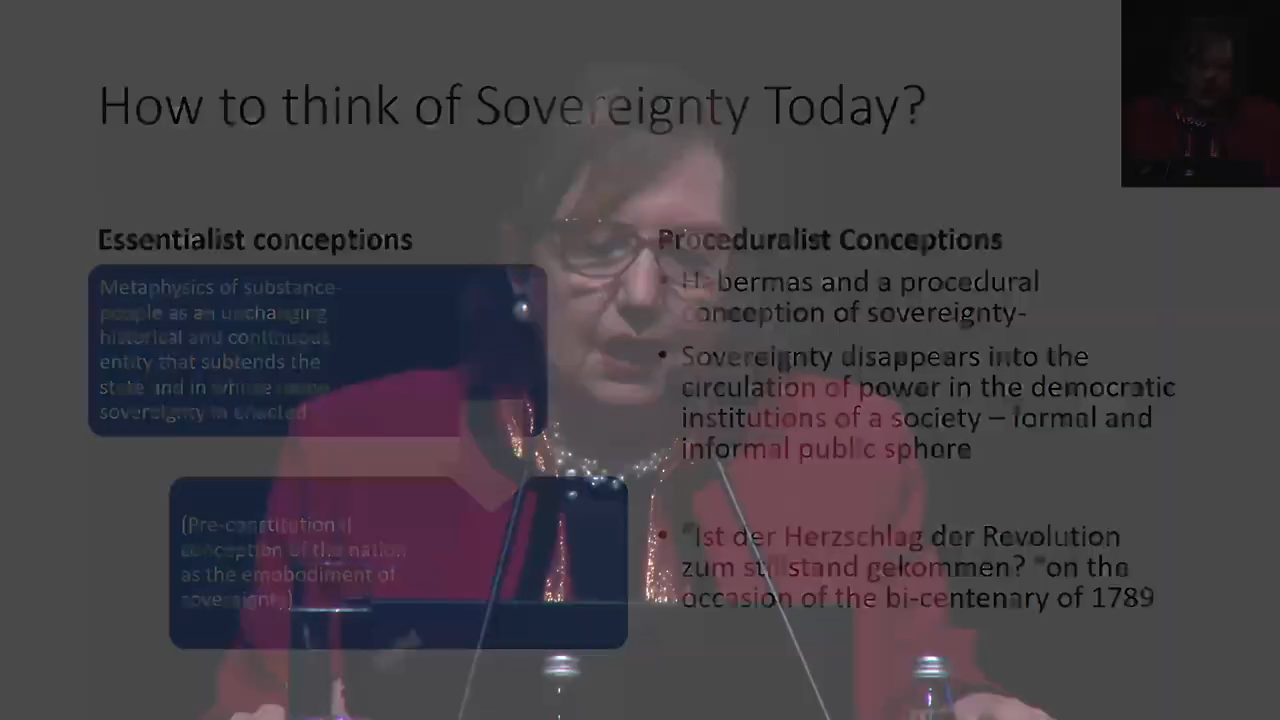 How to think of Sovereignty Today?
Essentialist conceptions
Metaphysics of substance-
people as an unchanging
historical and continuous
entity that subtends the
state and in whose name
sovereignty is enacted
(Pre-constitutional
conception of the nation
as the emobodiment of
sovereignty)
Proceduralist Conceptions
• Habermas and a procedural
conception of sovereignty-
• Sovereignty disappears into the
circulation of power in the democratic
institutions of a society – formal and
informal public sphere
• "Ist der Herzschlag der Revolution
zum stillstand gekommen? "on the
occasion of the bi-centenary of 1789